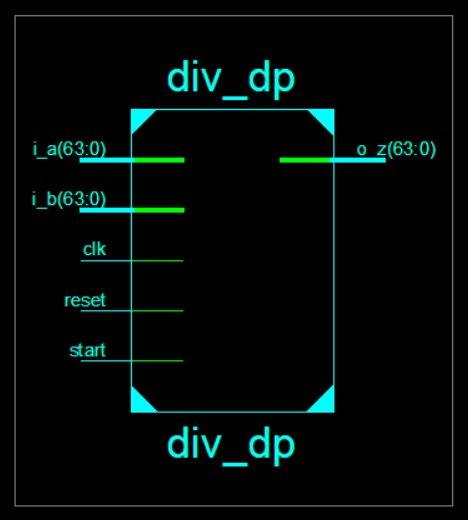 div_dp
i_a(63:0)
o_z(63:0)
i_b(63:0)
clk
reset
start
div_dp